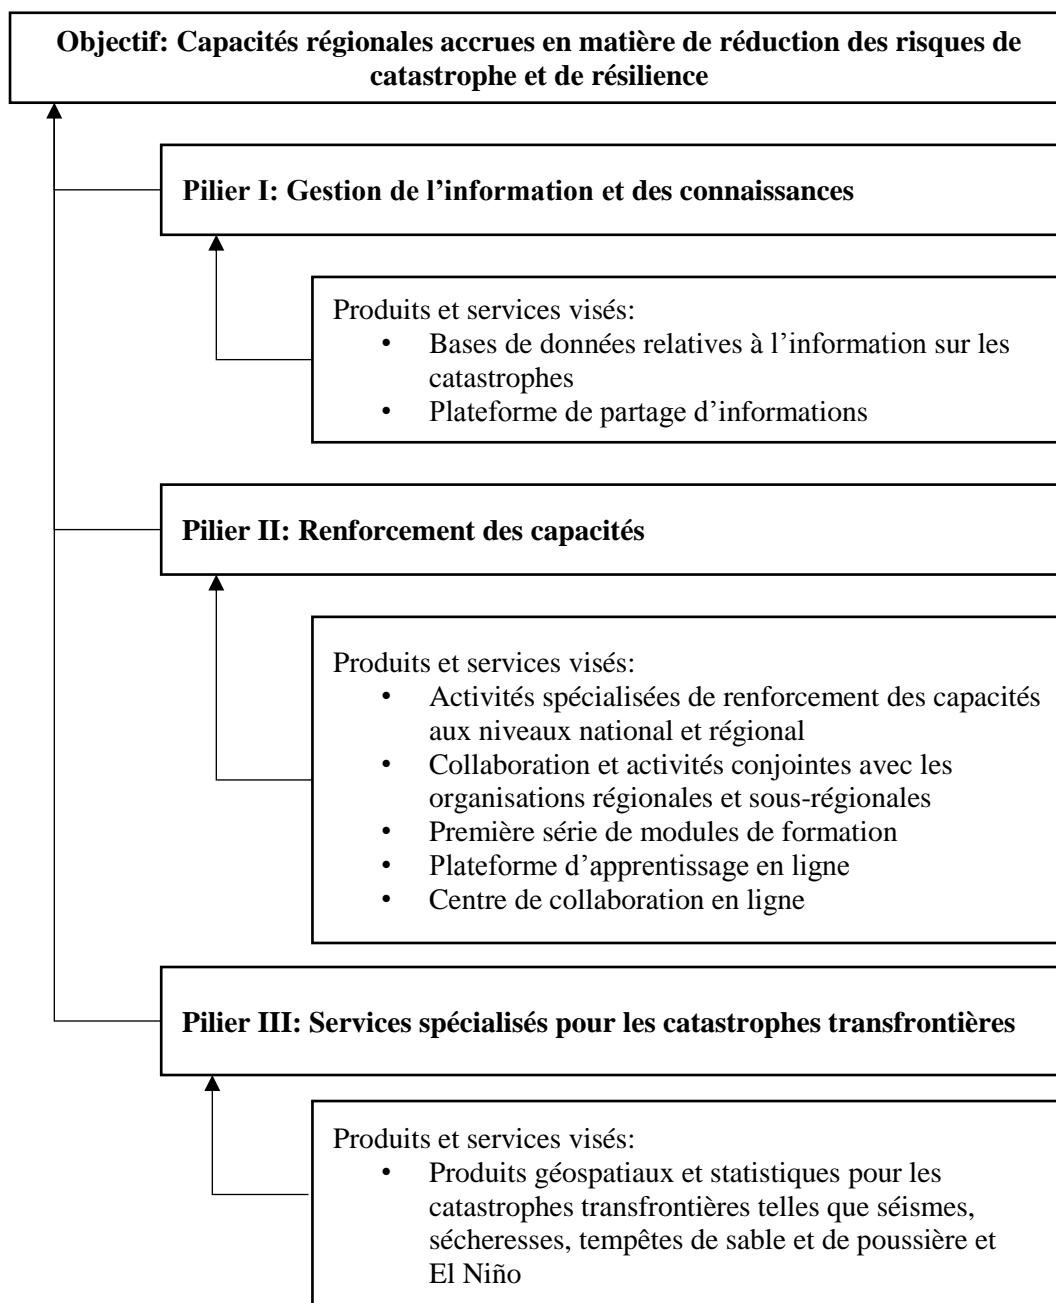 Objectif: Capacités régionales accrues en matière de réduction des risques de
catastrophe et de résilience
Pilier I: Gestion de l’information et des connaissances
Produits et services visés:
• Bases de données relatives à l’information sur les
catastrophes
• Plateforme de partage d’informations
Pilier II: Renforcement des capacités
Produits et services visés:
• Activités spécialisées de renforcement des capacités
aux niveaux national et régional
• Collaboration et activités conjointes avec les
organisations régionales et sous-régionales
• Première série de modules de formation
• Plateforme d’apprentissage en ligne
• Centre de collaboration en ligne
Pilier III: Services spécialisés pour les catastrophes transfrontières
Produits et services visés:
• Produits géospatiaux et statistiques pour les
catastrophes transfrontières telles que séismes,
sécheresses, tempêtes de sable et de poussière et
El Niño